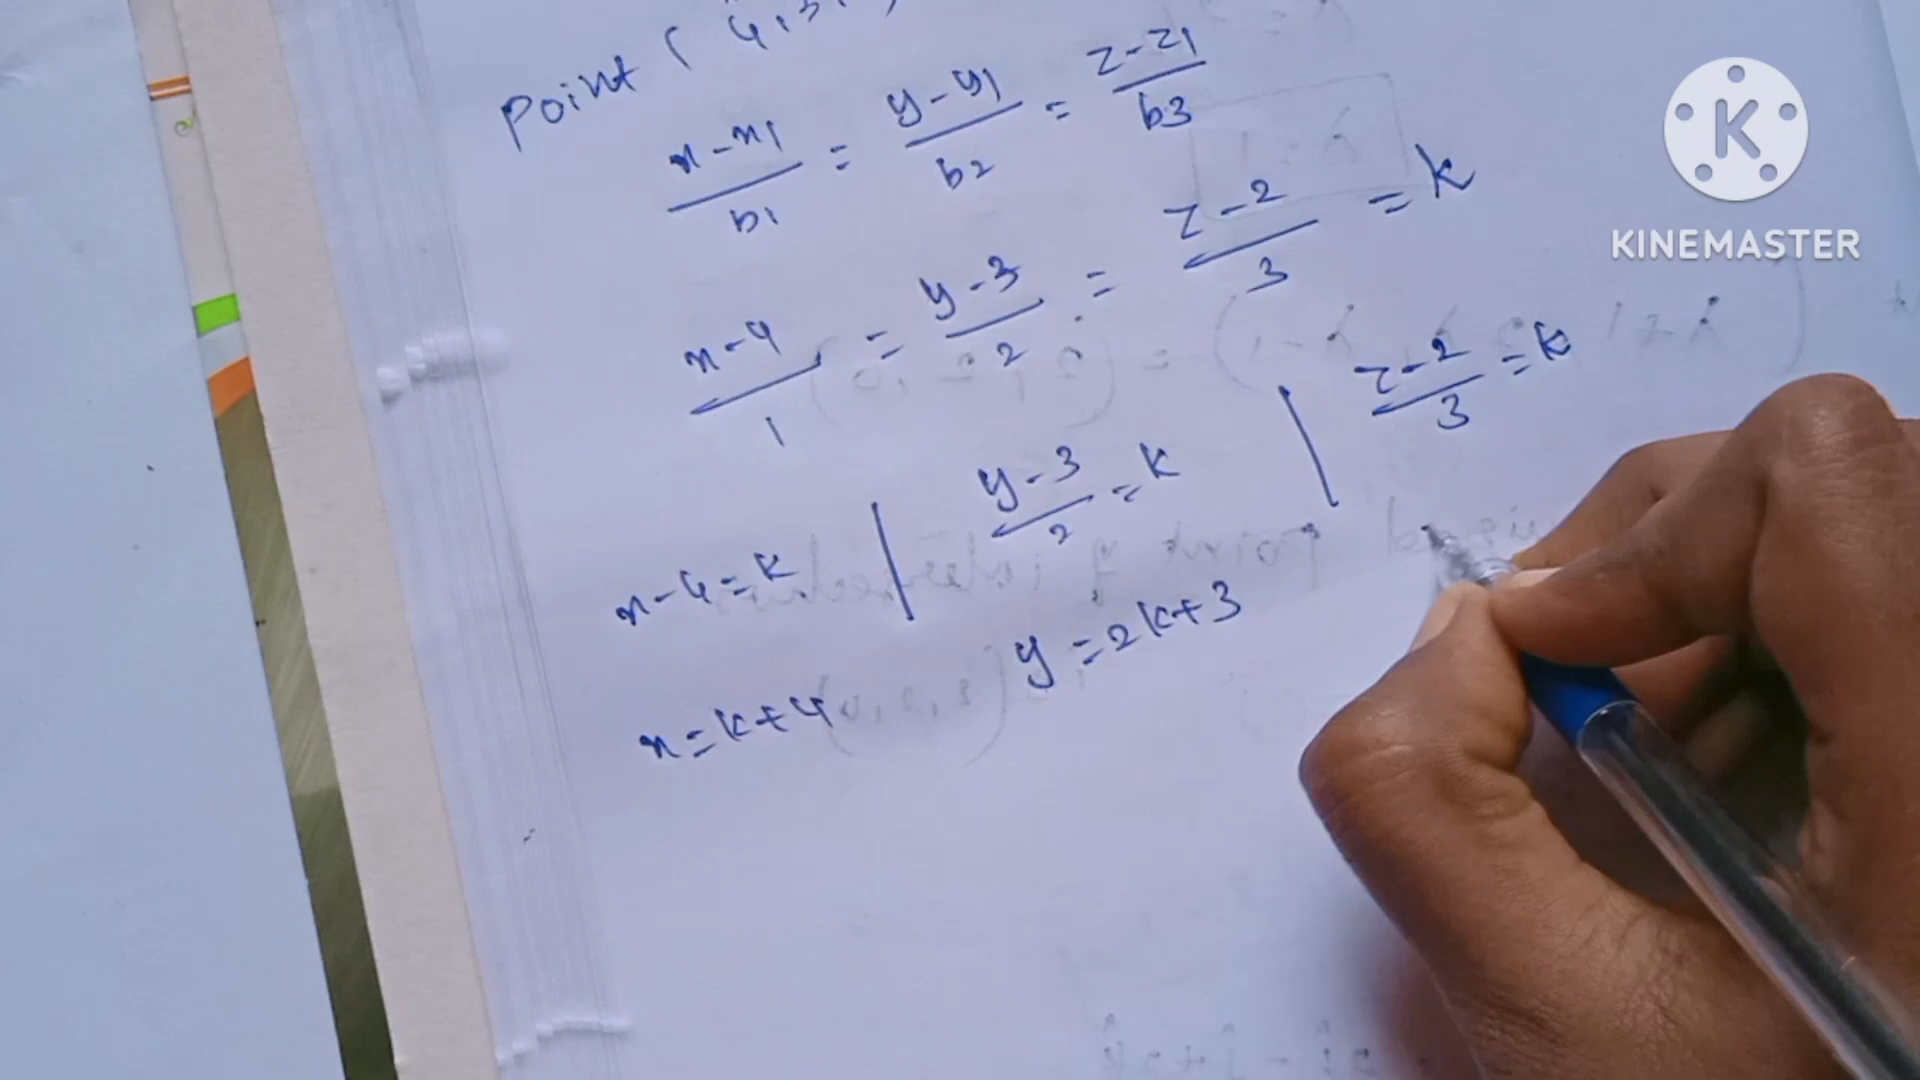 Point ( 4, 3,
x-x1/b1 = y-y1/b2 = z-z1/b3
x-4/1 = y-3/2 = z-2/3 = k
x-4=k | y-3/2 = k | z-2/3 = k
x=k+4 y=2k+3
K
KINEMASTER